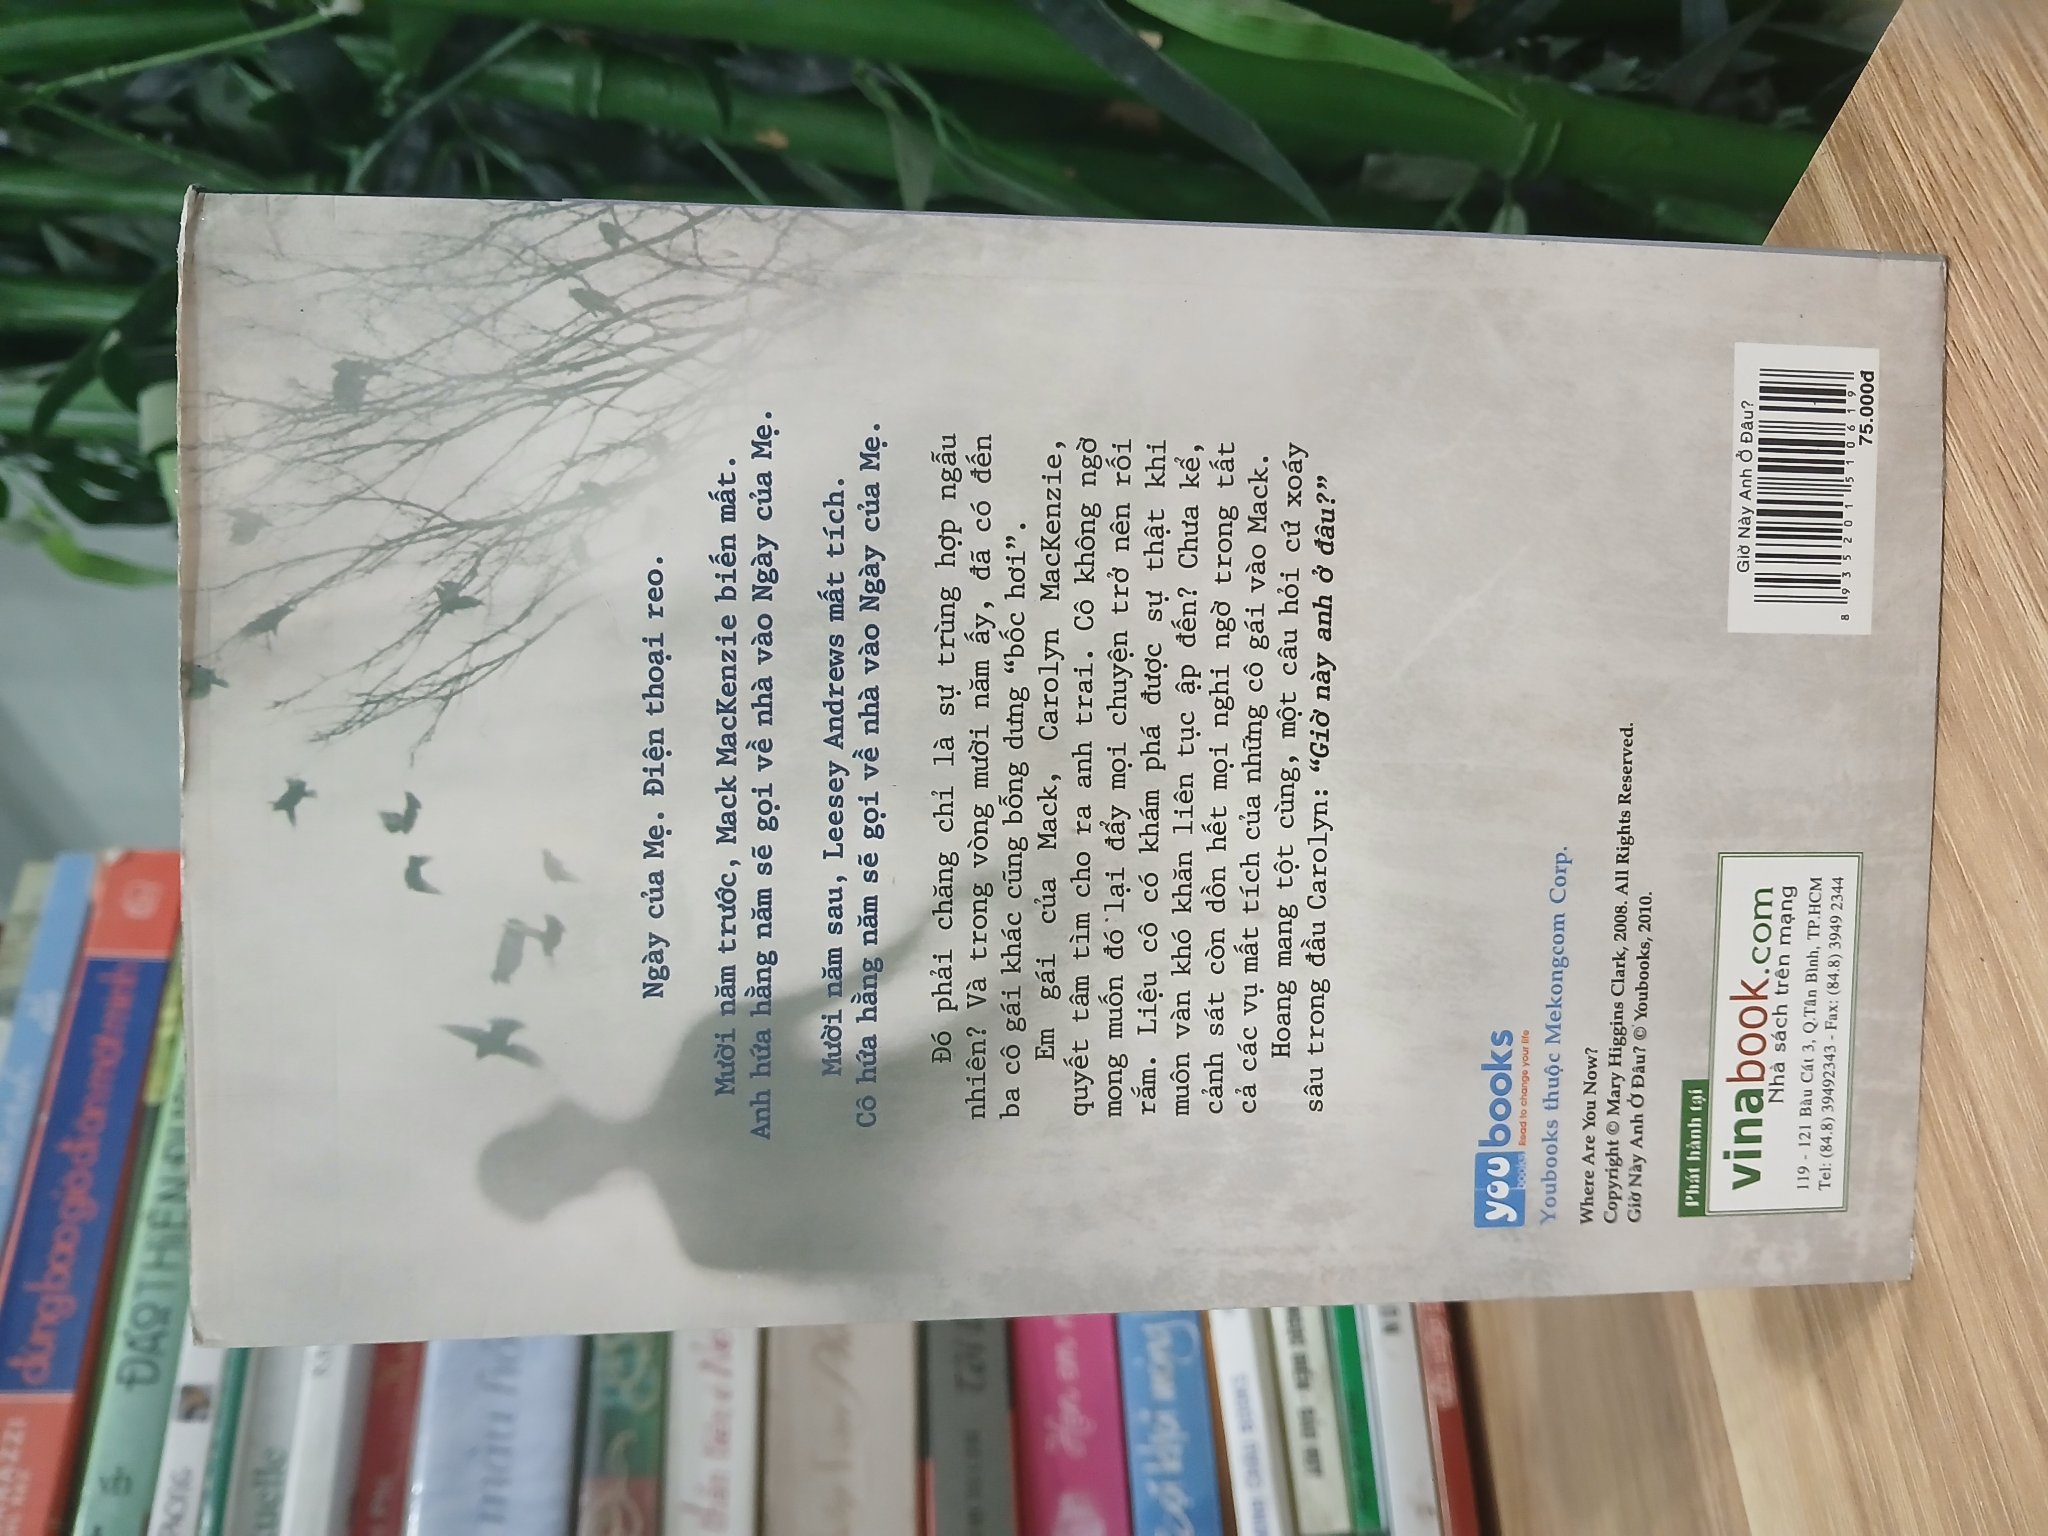 Ngày của Mẹ. Điện thoại reo.
Mười năm trước, Mack MacKenzie biến mất.
Anh hứa hằng năm sẽ gọi về nhà vào Ngày của Mẹ.
Mười năm sau, Leesey Andrews mất tích.
Cô hứa hằng năm sẽ gọi về nhà vào Ngày của Mẹ.
Đó phải chăng chỉ là sự trùng hợp ngẫu
nhiên? Và trong vòng mười năm ấy, đã có đến
ba cô gái khác cũng bỗng dưng “bốc hơi”.
Em gái của Mack, Carolyn MacKenzie,
quyết tâm tìm cho ra anh trai. Cô không ngờ
mong muốn đó lại đẩy mọi chuyện trở nên rối
rắm. Liệu cô có khám phá được sự thật khi
muôn vàn khó khăn liên tục ập đến? Chưa kể,
cảnh sát còn dồn hết mọi nghi ngờ trong tất
cả các vụ mất tích của những cô gái vào Mack.
Hoang mang tột cùng, một câu hỏi cứ xoáy
sâu trong đầu Carolyn: “Giờ này anh ở đâu?”
you books
books Read to change your life
Youbooks thuộc Mekongcom Corp.
Where Are You Now?
Copyright © Mary Higgins Clark, 2008. All Rights Reserved.
Giờ Này Anh Ở Đâu? © Youbooks, 2010.
Phát hành tại
vinabook.com
Nhà sách trên mạng
119 - 121 Bàu Cát 3, Q.Tân Bình, TP.HCM
Tel: (84.8) 39492343 - Fax: (84.8) 3949 2344
Giờ Này Anh Ở Đâu?
8 935201 510619
75.000đ